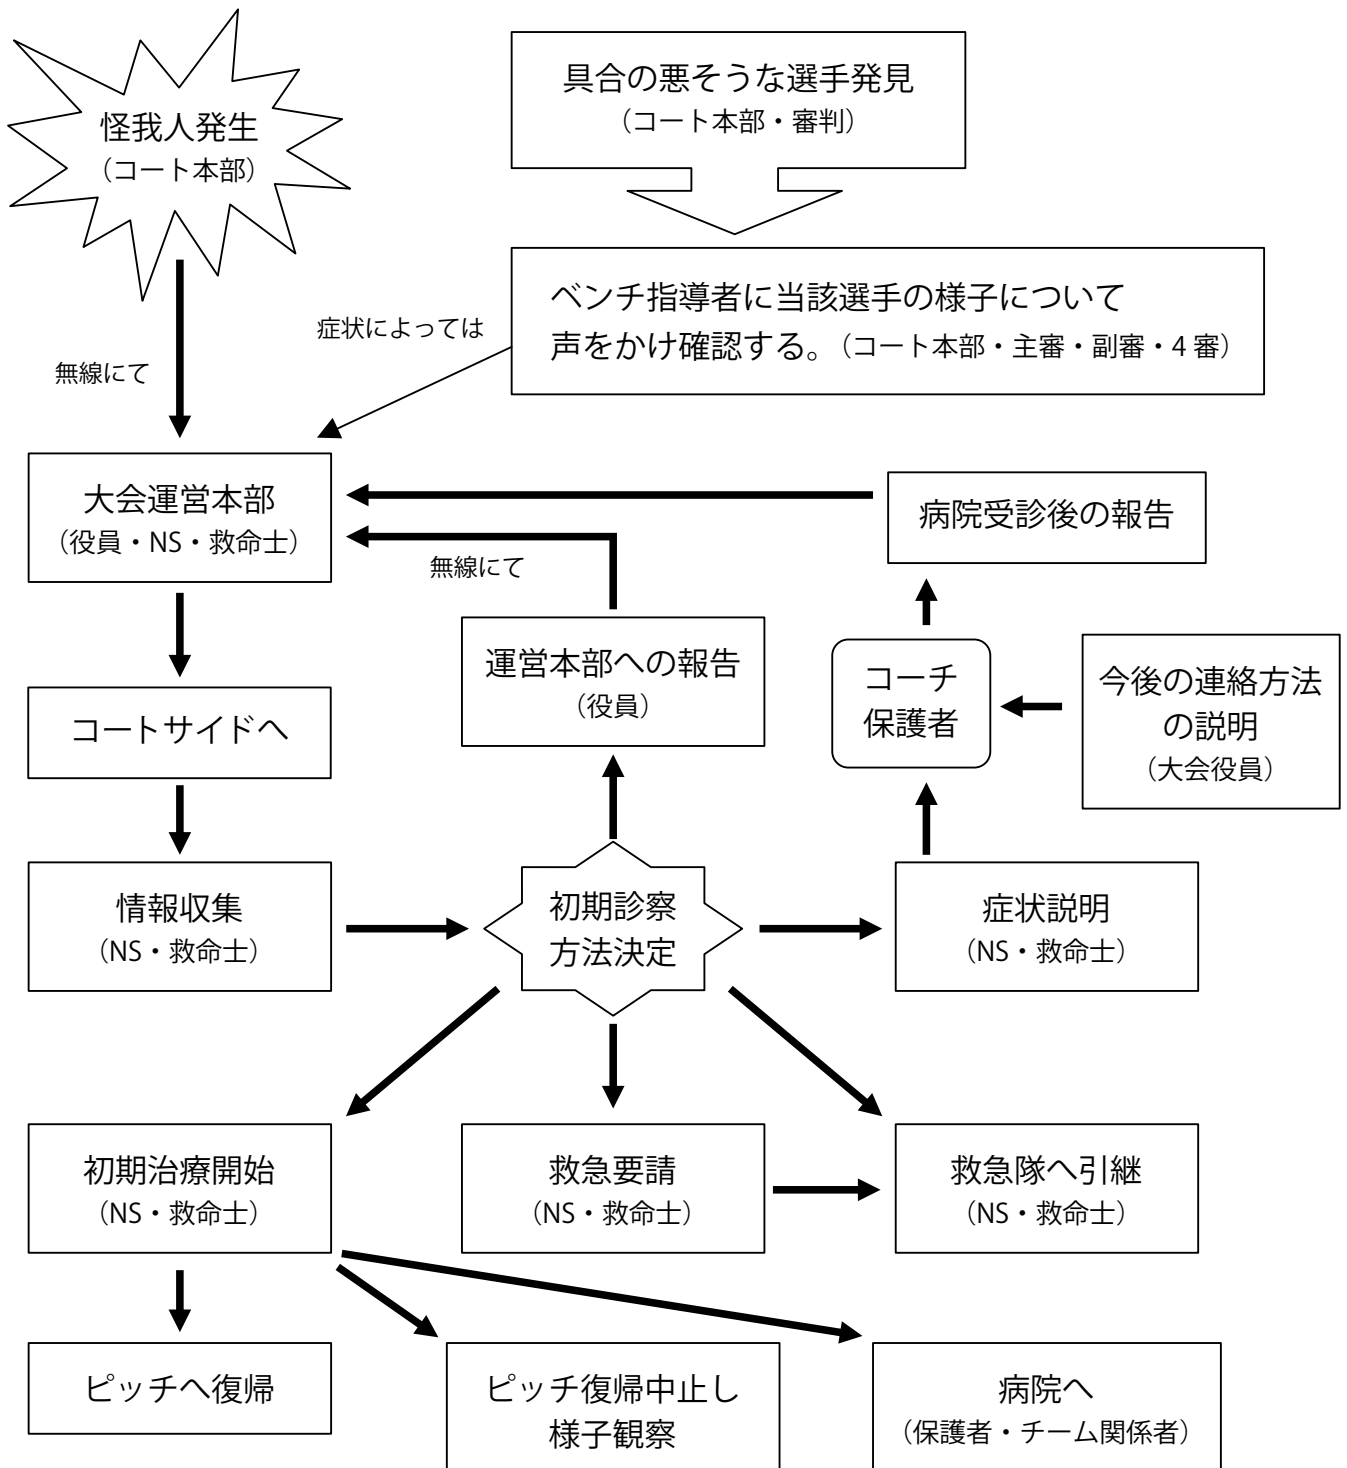 怪我人発生
（コート本部）
具合の悪そうな選手発見
（コート本部・審判）
ベンチ指導者に当該選手の様子について
声をかけ確認する。（コート本部・主審・副審・4 審）
症状によっては
無線にて
大会運営本部
（役員・NS・救命士）
病院受診後の報告
無線にて
運営本部への報告
（役員）
コーチ
保護者
今後の連絡方法
の説明
（大会役員）
コートサイドへ
情報収集
（NS・救命士）
初期診察
方法決定
症状説明
（NS・救命士）
初期治療開始
（NS・救命士）
救急要請
（NS・救命士）
救急隊へ引継
（NS・救命士）
ピッチへ復帰
ピッチ復帰中止し
様子観察
病院へ
（保護者・チーム関係者）